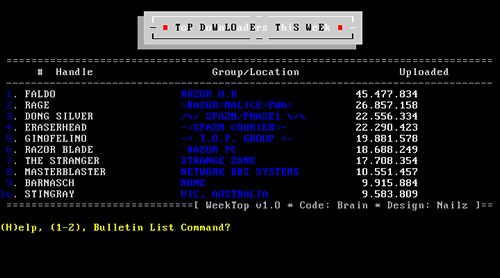 # Handle Group/Location Uploaded
1. FALDO RAZOR U.K 45.477.834
2. RAGE =RAZOR=MALICE=PWA= 26.857.158
3. DONG SILVER /\/ SPAZM/PHASE1 \/\ 22.556.334
4. ERASERHEAD -=SPAZM COURIER=- 22.290.423
5. GINOFELINO -= T.O.P. GROUP =- 19.881.578
6. RAZOR BLADE RAZOR PC 18.688.249
7. THE STRANGER STRANGE ZONE 17.708.354
8. MASTERBLASTER NETWORK BBS SYSTEMS 10.551.457
9. BARNASCH NONE 9.915.884
10. STINGRAY VIC. AUSTRALIA 9.583.809
[ WeekTop v1.0 * Code: Brain * Design: Nailz ]
(H)elp, (1-2), Bulletin List Command?